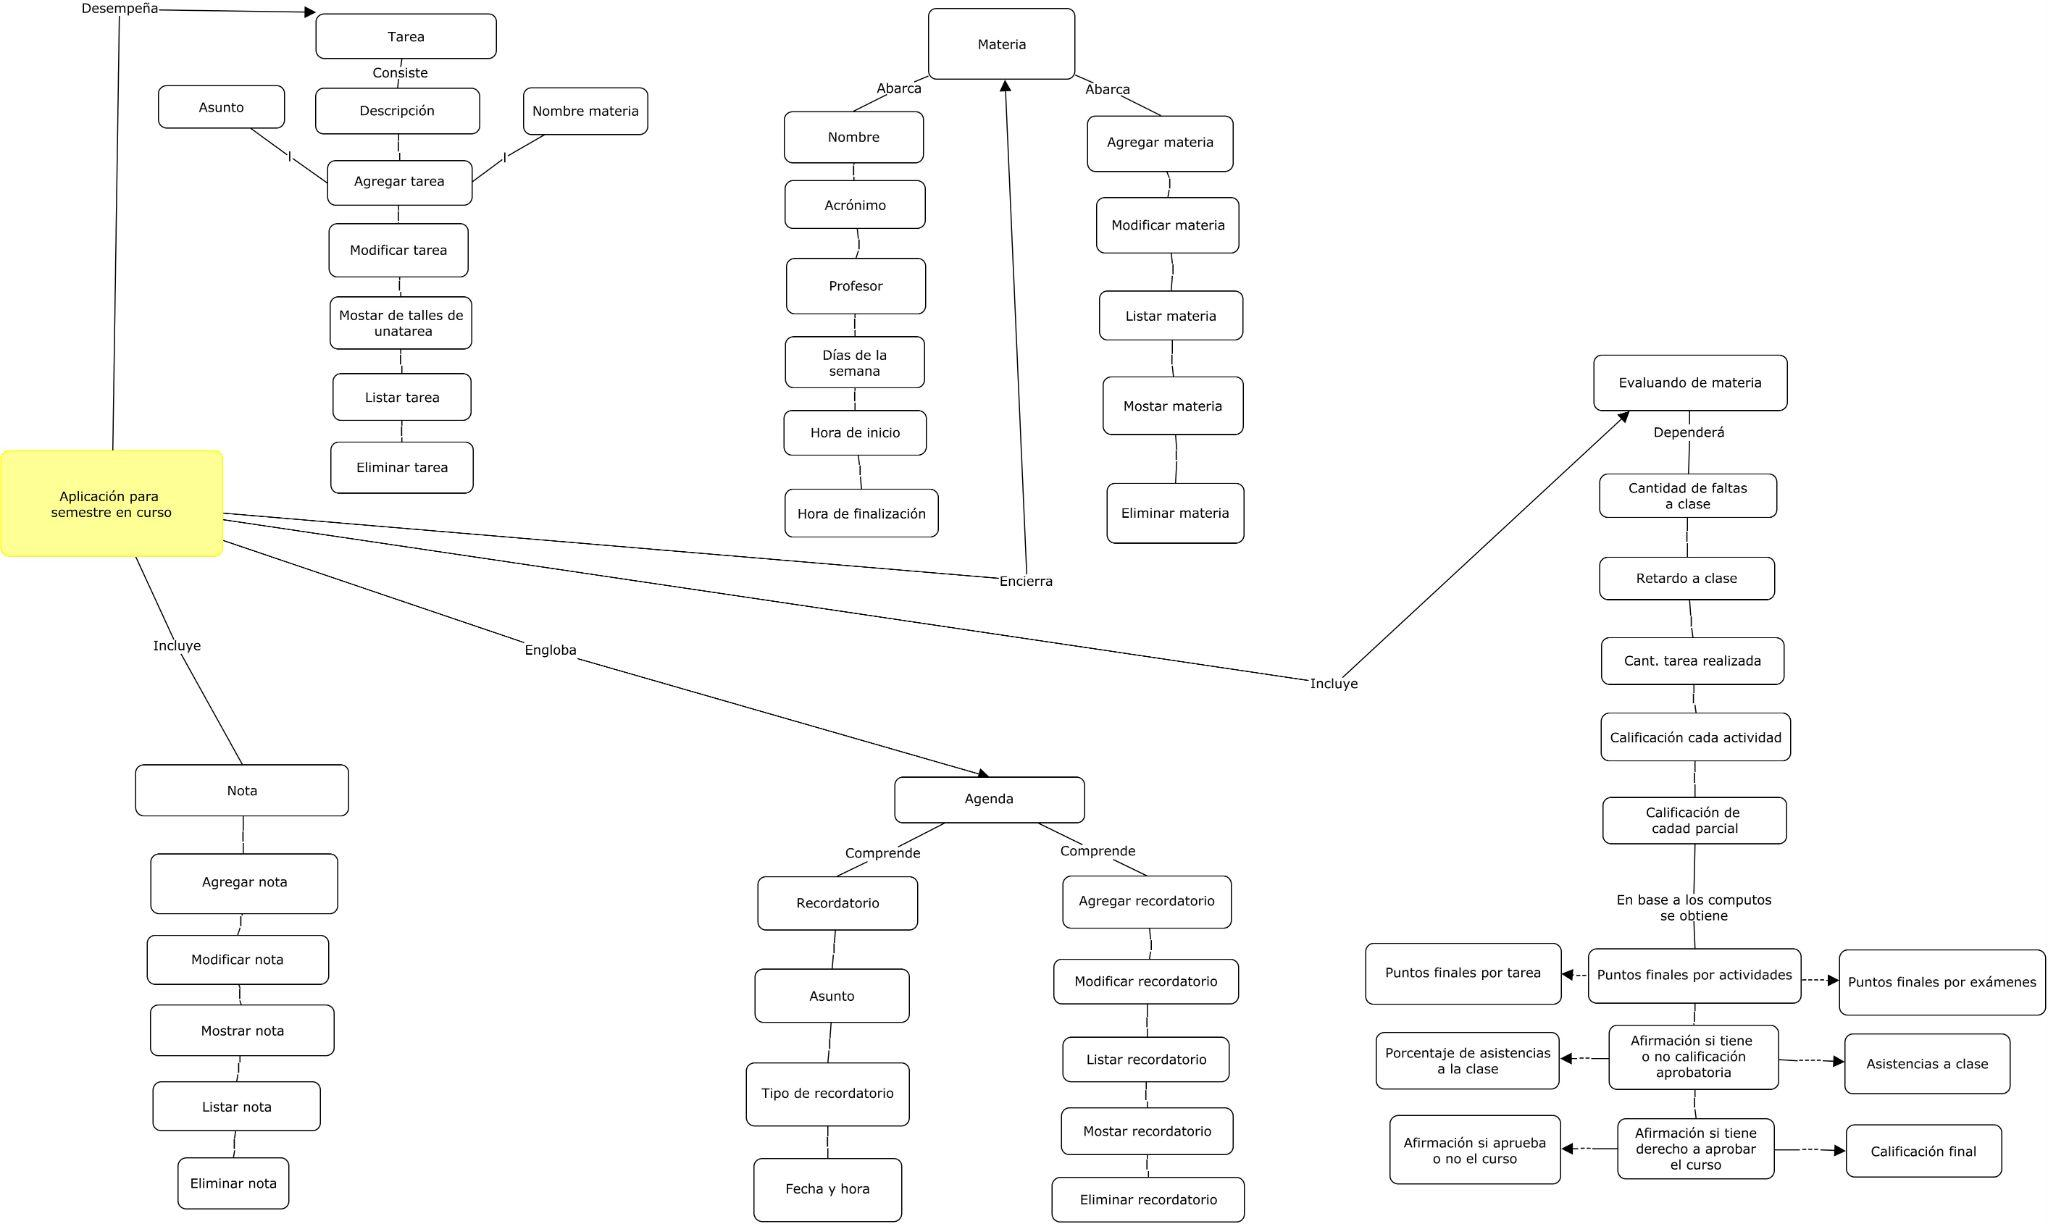 Desempeña
Tarea
Consiste
Asunto
Descripción
Nombre materia
Agregar tarea
Modificar tarea
Mostar de talles de
unatarea
Listar tarea
Eliminar tarea
Materia
Abarca
Abarca
Nombre
Acrónimo
Profesor
Días de la
semana
Hora de inicio
Hora de finalización
Agregar materia
Modificar materia
Listar materia
Mostar materia
Eliminar materia
Aplicación para
semestre en curso
Encierra
Incluye
Engloba
Incluye
Nota
Agregar nota
Modificar nota
Mostrar nota
Listar nota
Eliminar nota
Agenda
Comprende
Comprende
Recordatorio
Asunto
Tipo de recordatorio
Fecha y hora
Agregar recordatorio
Modificar recordatorio
Listar recordatorio
Mostar recordatorio
Eliminar recordatorio
Evaluando de materia
Dependerá
Cantidad de faltas
a clase
Retardo a clase
Cant. tarea realizada
Calificación cada actividad
Calificación de
cadad parcial
En base a los computos
se obtiene
Puntos finales por tarea
Puntos finales por actividades
Puntos finales por exámenes
Porcentaje de asistencias
a la clase
Afirmación si tiene
o no calificación
aprobatoria
Asistencias a clase
Afirmación si aprueba
o no el curso
Afirmación si tiene
derecho a aprobar
el curso
Calificación final